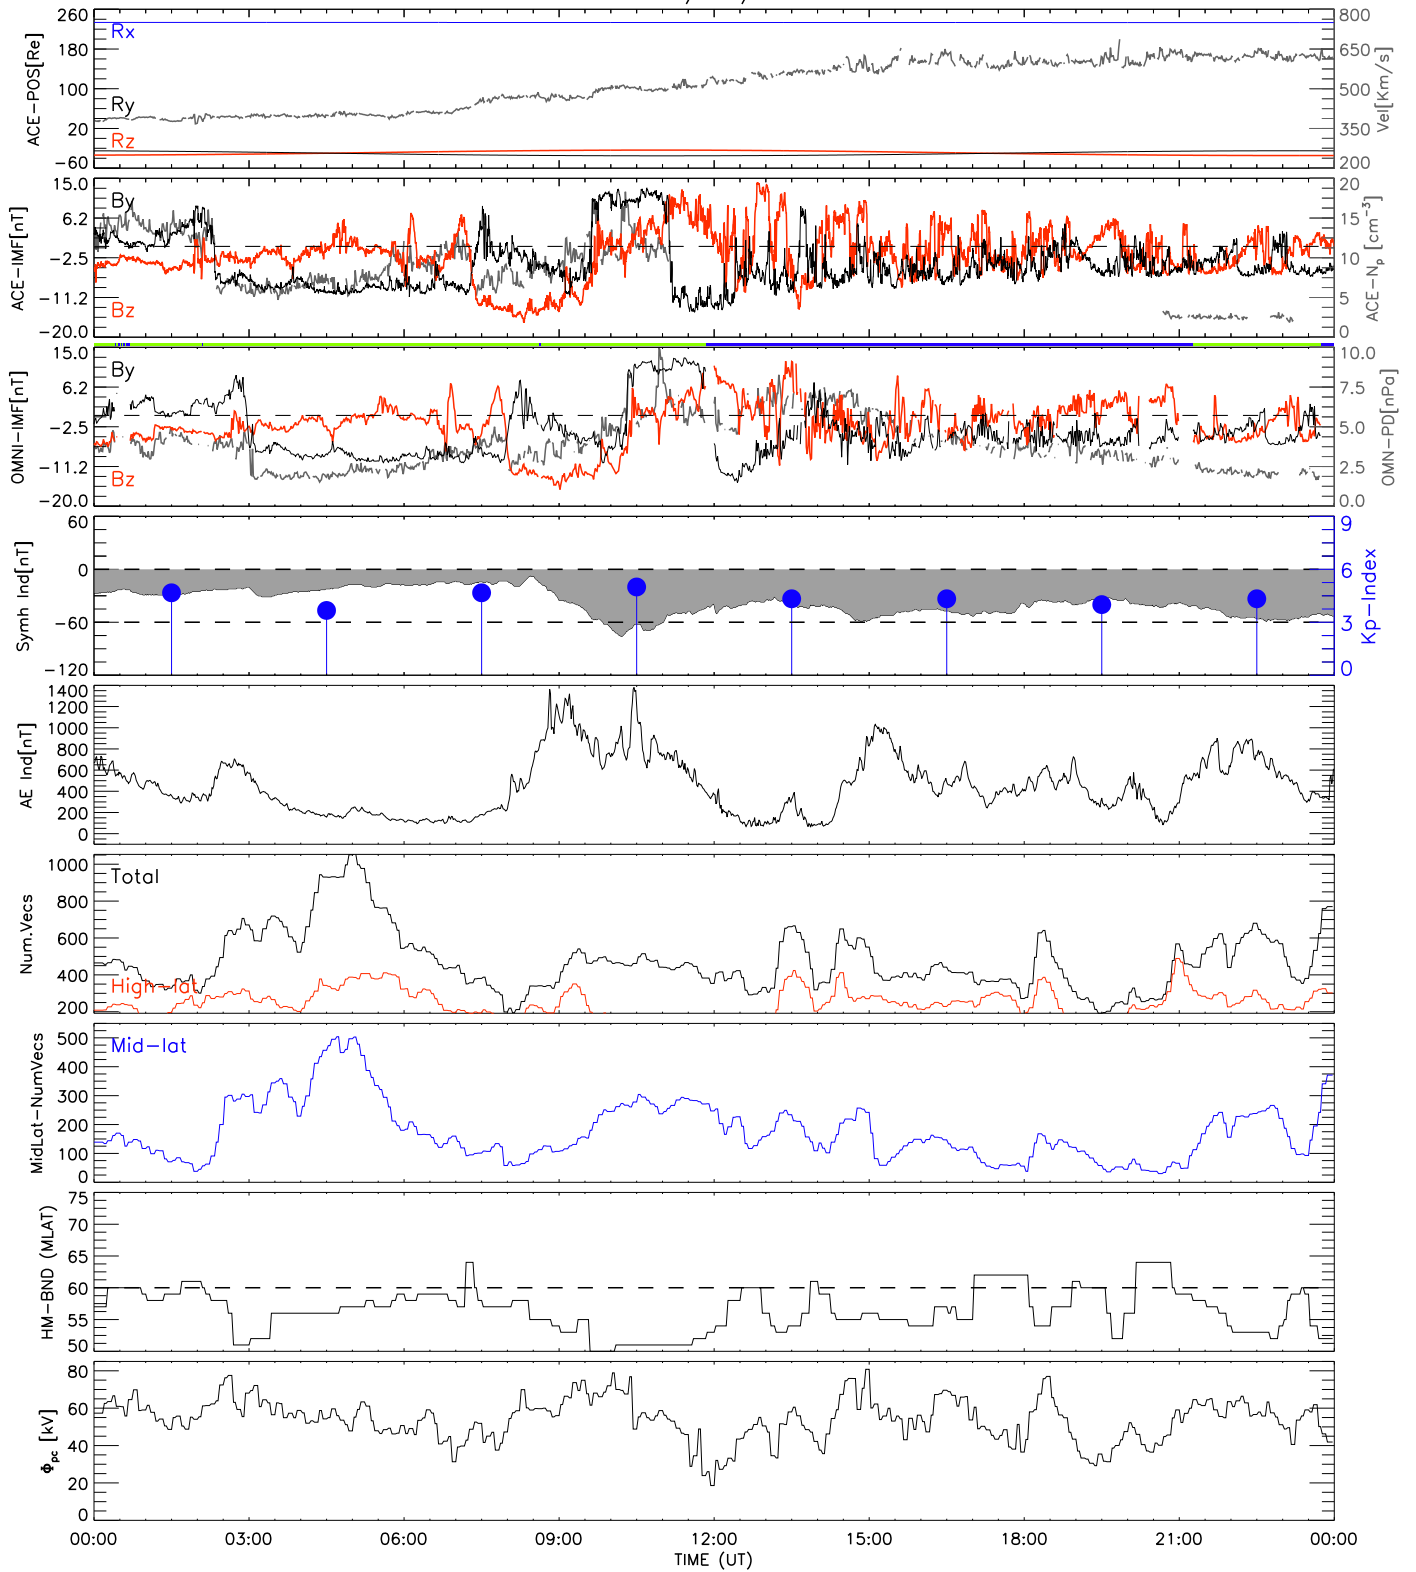 260
180
100
20
−60
ACE−POS[Re]
Rx
Ry
Rz
800
650
500
350
200
Vel[Km/s]
15.0
6.2
−2.5
−11.2
−20.0
ACE−IMF[nT]
By
Bz
20
15
10
5
0
ACE−Np [cm−3]
15.0
6.2
−2.5
−11.2
−20.0
OMNI−IMF[nT]
By
Bz
10.0
7.5
5.0
2.5
0.0
OMN−PD[nPa]
60
0
−60
−120
Symh Ind[nT]
9
6
3
0
Kp−Index
1400
1200
1000
800
600
400
200
0
AE Ind[nT]
1000
800
600
400
200
Num.Vecs
Total
High−lat
500
400
300
200
100
0
MidLat−NumVecs
Mid−lat
75
70
65
60
55
50
HM−BND (MLAT)
80
60
40
20
0
Φpc [kV]
00:00 03:00 06:00 09:00 12:00 15:00 18:00 21:00 00:00
TIME (UT)